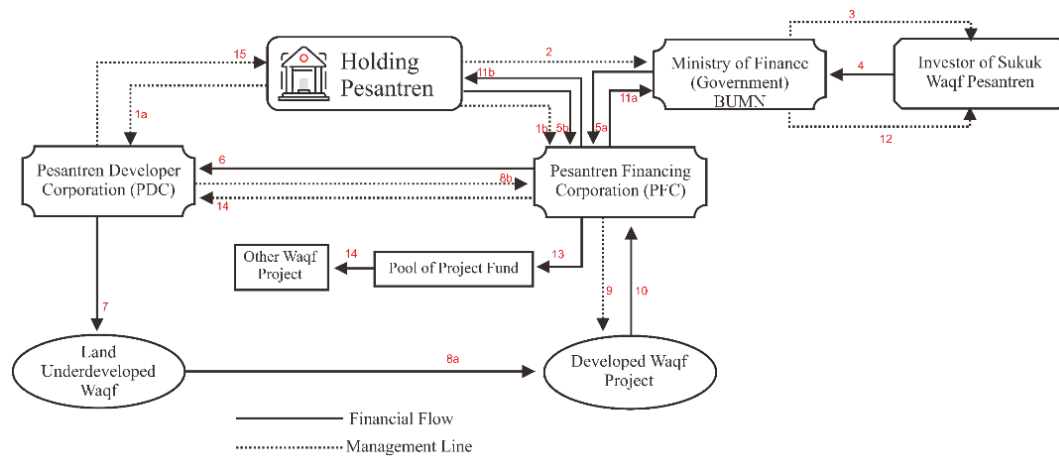 3
15
Holding
Pesantren
2
Ministry of Finance
(Government)
BUMN
4
Investor of Sukuk
Waqf Pesantren
11b
11a
1a
1b
5b
5a
12
Pesantren Developer
Corporation (PDC)
6
8b
14
Pesantren Financing
Corporation (PFC)
Other Waqf
Project
14
Pool of Project Fund
13
7
9
10
Land
Underdeveloped
Waqf
8a
Developed Waqf
Project
Financial Flow
Management Line